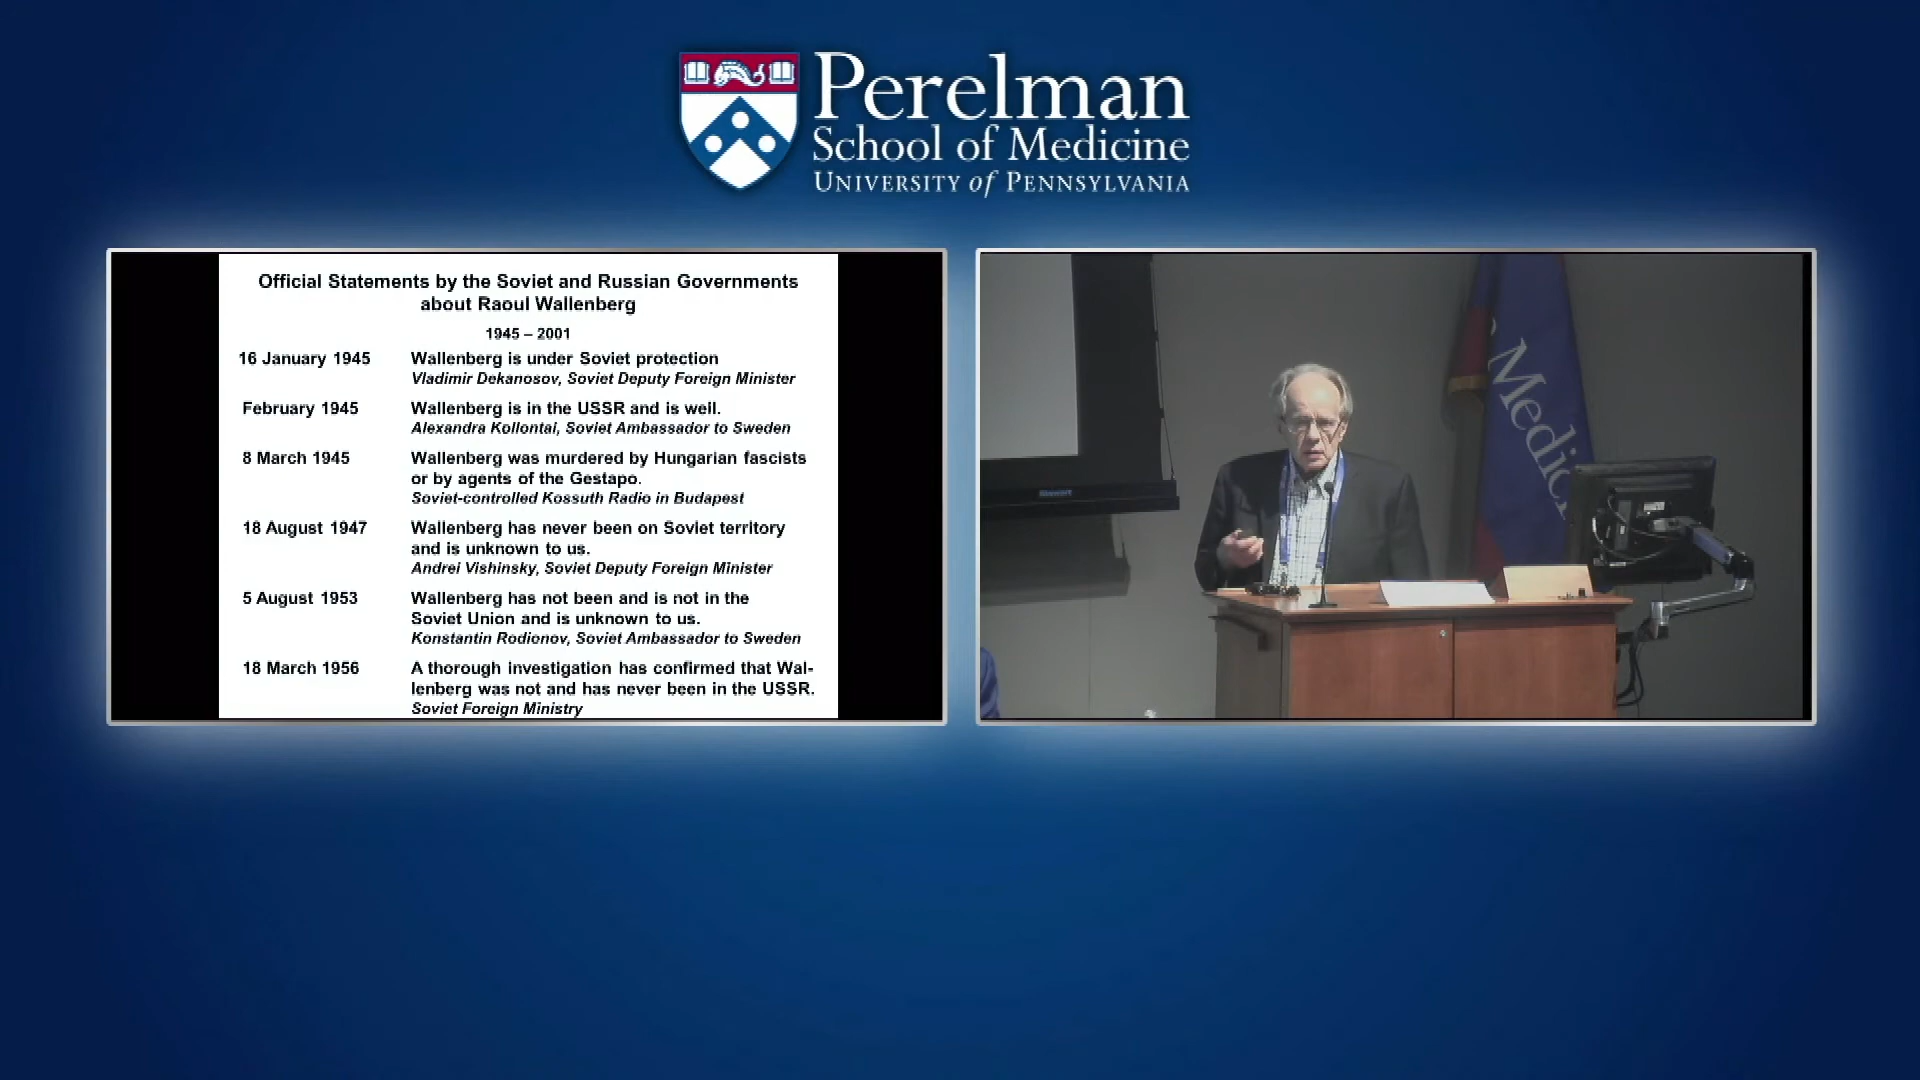 Perelman
School of Medicine
UNIVERSITY of PENNSYLVANIA
Official Statements by the Soviet and Russian Governments
about Raoul Wallenberg
1945 – 2001
16 January 1945 Wallenberg is under Soviet protection
Vladimir Dekanosov, Soviet Deputy Foreign Minister
February 1945 Wallenberg is in the USSR and is well.
Alexandra Kollontai, Soviet Ambassador to Sweden
8 March 1945 Wallenberg was murdered by Hungarian fascists
or by agents of the Gestapo.
Soviet-controlled Kossuth Radio in Budapest
18 August 1947 Wallenberg has never been on Soviet territory
and is unknown to us.
Andrei Vishinsky, Soviet Deputy Foreign Minister
5 August 1953 Wallenberg has not been and is not in the
Soviet Union and is unknown to us.
Konstantin Rodionov, Soviet Ambassador to Sweden
18 March 1956 A thorough investigation has confirmed that Wal-
lenberg was not and has never been in the USSR.
Soviet Foreign Ministry
Medic